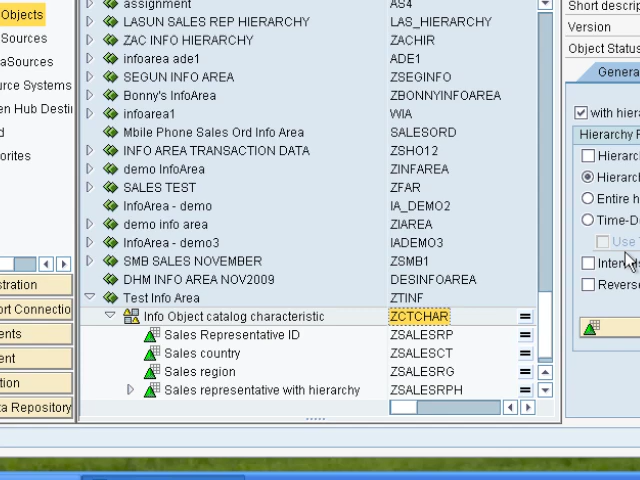 Objects
Sources
aSources
urce Systems
en Hub Desti
d
orites
stration
ort Connectio
ents
ent
tion
ta Repository
assignment AS4
LASUN SALES REP HIERARCHY LAS_HIERARCHY
ZAC INFO HIERARCHY ZACHIR
infoarea ade1 ADE1
SEGUN INFO AREA ZSEGINFO
Bonny's InfoArea ZBONNYINFOAREA
infoarea1 WIA
Mbile Phone Sales Ord Info Area SALESORD
INFO AREA TRANSACTION DATA ZSHO12
demo InfoArea ZINFAREA
SALES TEST ZFAR
InfoArea - demo IA_DEMO2
demo info area ZIAREA
InfoArea - demo3 IADEMO3
SMB SALES NOVEMBER ZSMB1
DHM INFO AREA NOV2009 DESINFOAREA
Test Info Area ZTINF
Info Object catalog characteristic ZCTCHAR
Sales Representative ID ZSALESRP
Sales country ZSALESCT
Sales region ZSALESRG
Sales representative with hierarchy ZSALESRPH
Short descrip
Version
Object Status
Genera
with hiera
Hierarchy P
Hierarc
Hierarch
Entire h
Time-De
Use T
Reverse